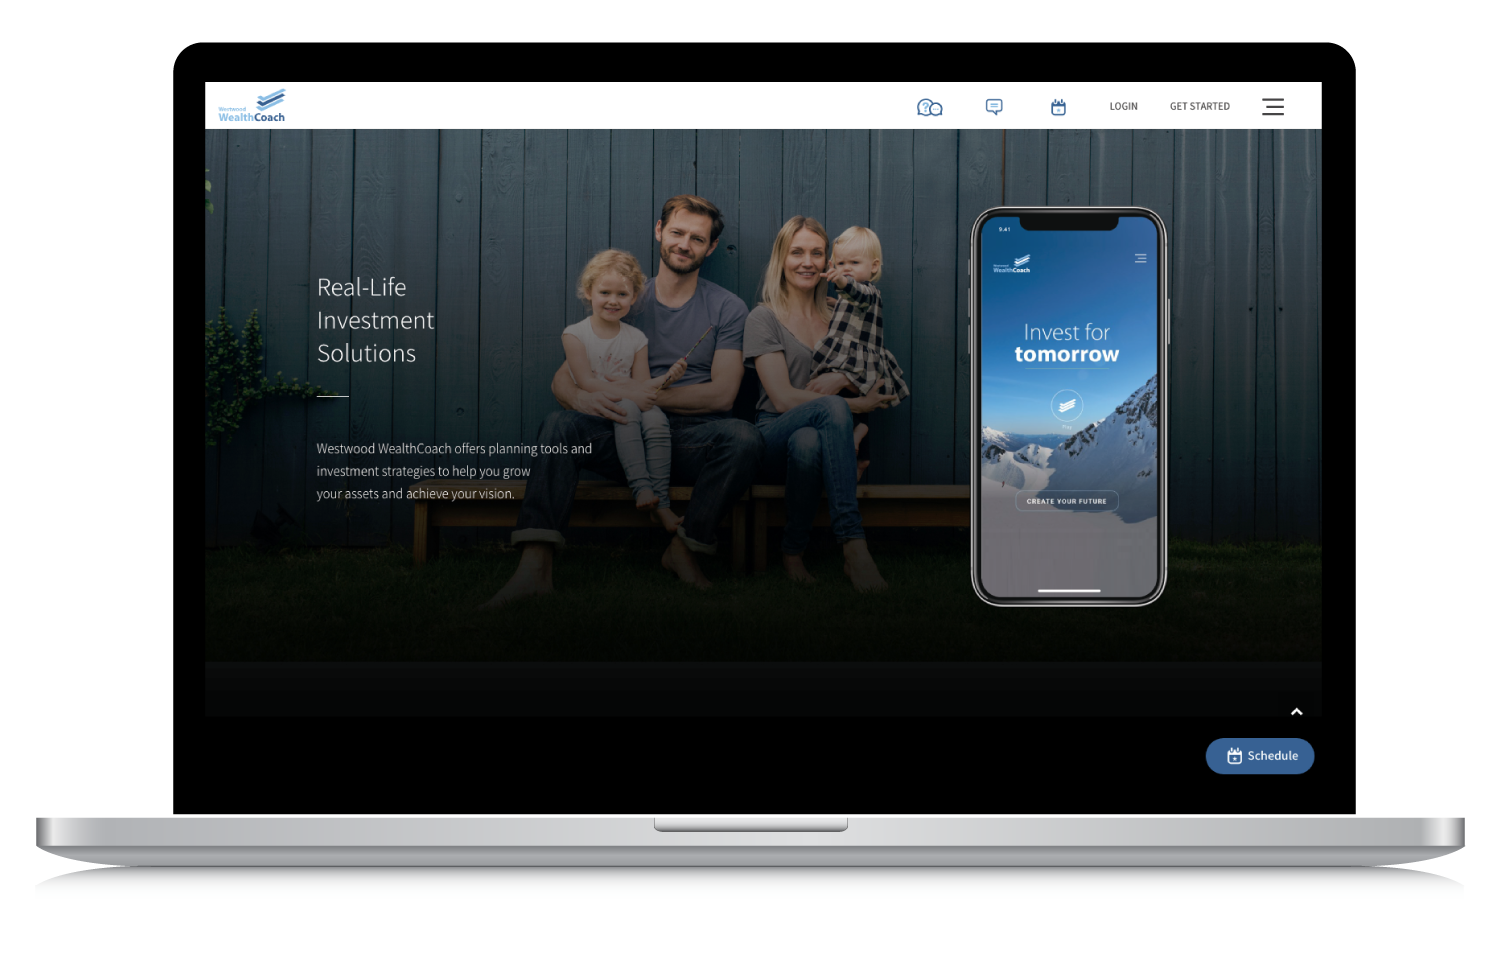 Westwood
WealthCoach
LOGIN
GET STARTED
Real-Life
Investment
Solutions
Westwood WealthCoach offers planning tools and
investment strategies to help you grow
your assets and achieve your vision.
9.41
Westwood
WealthCoach
Invest for
tomorrow
CREATE YOUR FUTURE
Schedule